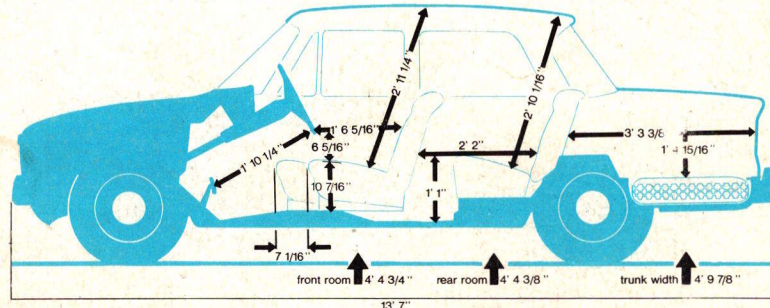 2' 11 1/4''
2' 10 1/16''
1' 6 5/16''
6 5/16''
1' 10 1/4''
2' 2''
3' 3 3/8
15/16''
10 7/16''
1' 1''
7 1/16''
front room 4' 4 3/4''
rear room 4' 4 3/8''
trunk width 4' 9 7/8''
13' 7''